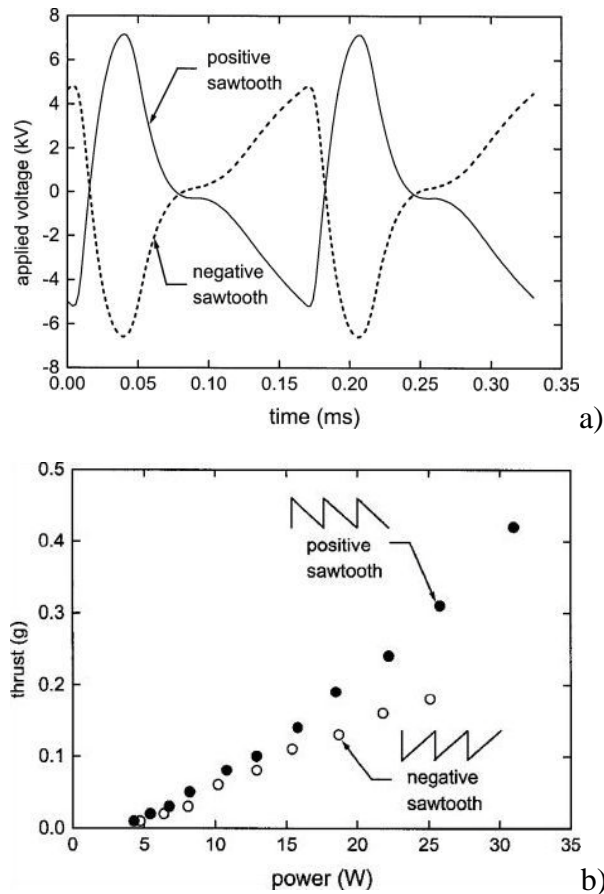 8
6
4
2
0
-2
-4
-6
-8
applied voltage (kV)
positive
sawtooth
negative
sawtooth
0.00 0.05 0.10 0.15 0.20 0.25 0.30 0.35
time (ms)
a)
0.5
0.4
0.3
0.2
0.1
0.0
thrust (g)
positive
sawtooth
negative
sawtooth
0 5 10 15 20 25 30 35
power (W)
b)